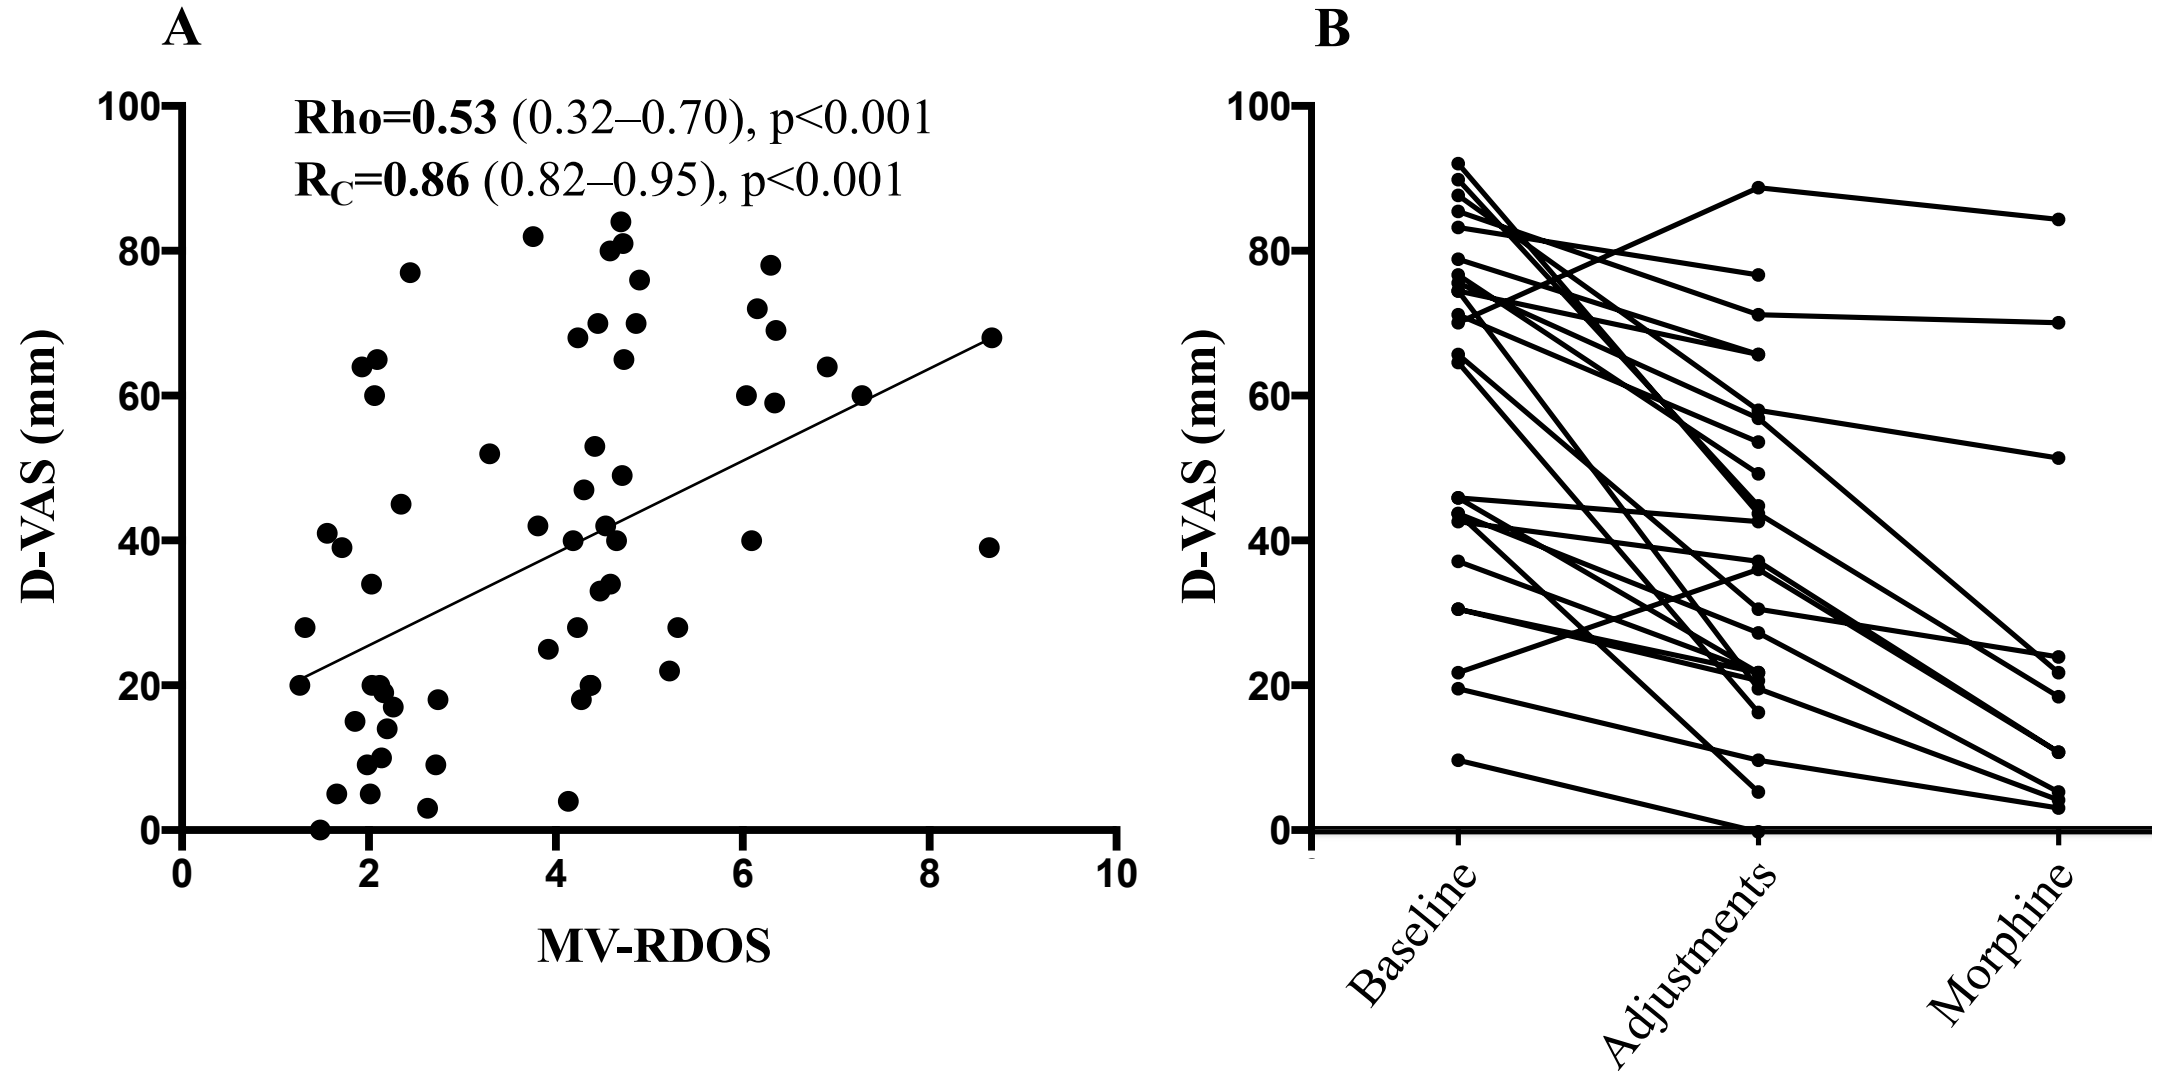 A
Rho=0.53 (0.32–0.70), p<0.001
RC=0.86 (0.82–0.95), p<0.001
100
80
60
40
20
0
D-VAS (mm)
0 2 4 6 8 10
MV-RDOS
B
100
80
60
40
20
0
D-VAS (mm)
Baseline
Adjustments
Morphine